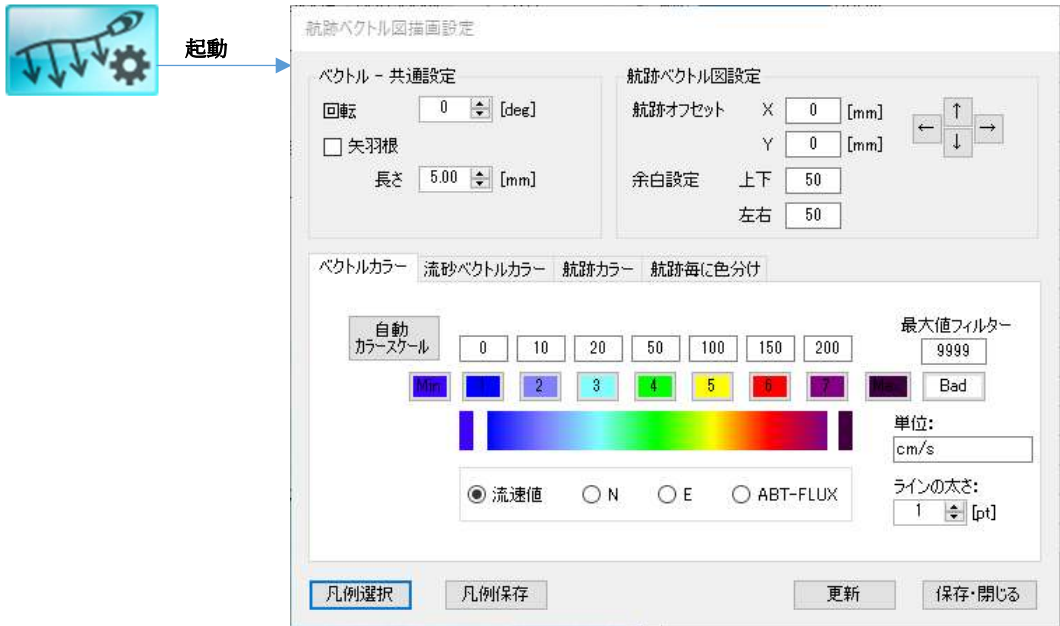 起動
航跡ベクトル図描画設定
ベクトル - 共通設定
回転 0 [deg]
矢羽根
長さ 5.00 [mm]
航跡ベクトル図設定
航跡オフセット X 0 [mm]
Y 0 [mm]
← ↑ ↓ →
余白設定 上下 50
左右 50
ベクトルカラー 流砂ベクトルカラー 航跡カラー 航跡毎に色分け
自動
カラースケール
0 10 20 50 100 150 200
最大値フィルター
9999
Min 1 2 3 4 5 6 7 Bad
単位:
cm/s
流速値 N E ABT-FLUX
ラインの太さ:
1 [pt]
凡例選択 凡例保存 更新 保存・閉じる